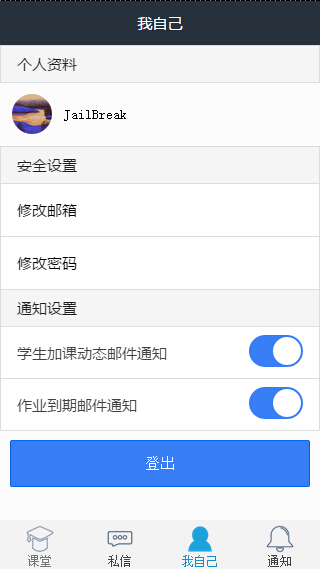 我自己
个人资料
JailBreak
安全设置
修改邮箱
修改密码
通知设置
学生加课动态邮件通知
作业到期邮件通知
登出
课堂
私信
我自己
通知